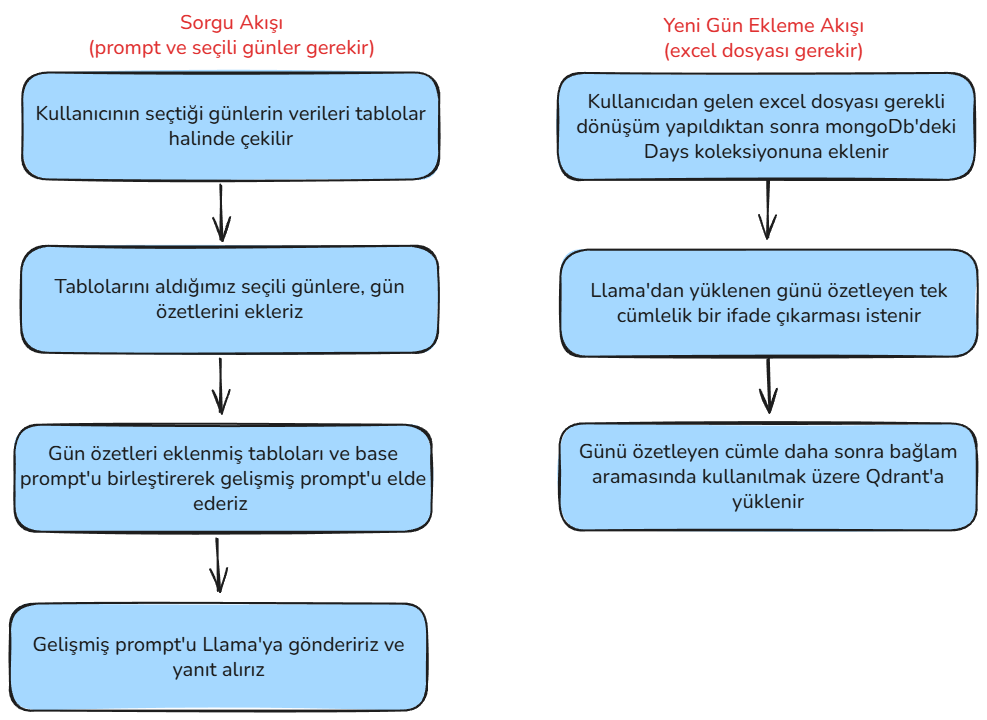 Sorgu Akışı
(prompt ve seçili günler gerekir)
Kullanıcının seçtiği günlerin verileri tablolar
halinde çekilir
Tablolarını aldığımız seçili günlere, gün
özetlerini ekleriz
Gün özetleri eklenmiş tabloları ve base
prompt'u birleştirerek gelişmiş prompt'u elde
ederiz
Gelişmiş prompt'u Llama'ya göndeririz ve
yanıt alırız
Yeni Gün Ekleme Akışı
(excel dosyası gerekir)
Kullanıcıdan gelen excel dosyası gerekli
dönüşüm yapıldıktan sonra mongoDb'deki
Days koleksiyonuna eklenir
Llama'dan yüklenen günü özetleyen tek
cümlelik bir ifade çıkarması istenir
Günü özetleyen cümle daha sonra bağlam
aramasında kullanılmak üzere Qdrant'a
yüklenir